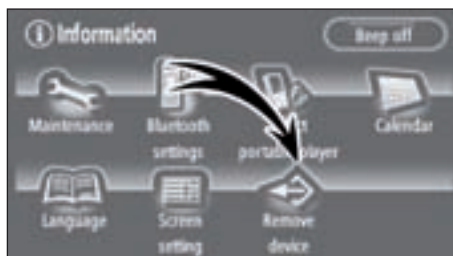 Information
Beep off
Maintenance
Bluetooth settings
portable player
Calendar
Language
Screen setting
Remove device